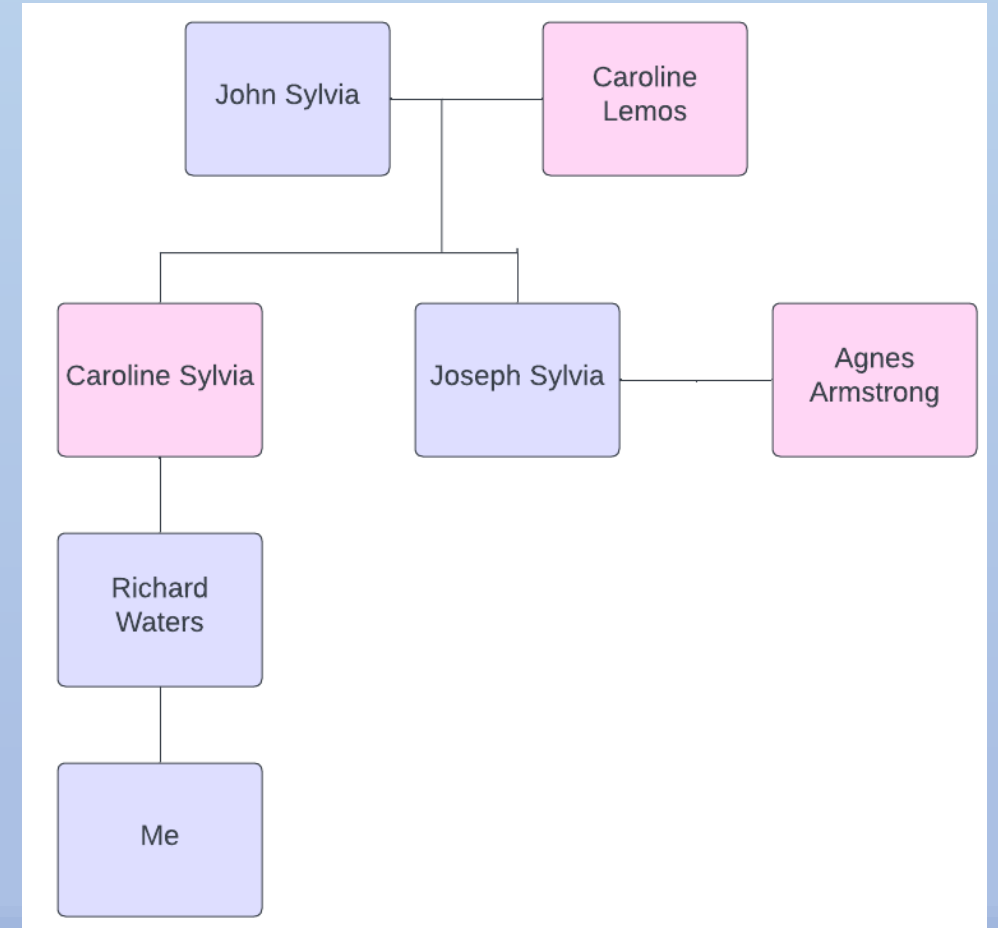 John Sylvia
Caroline
Lemos
Caroline Sylvia
Joseph Sylvia
Agnes
Armstrong
Richard
Waters
Me